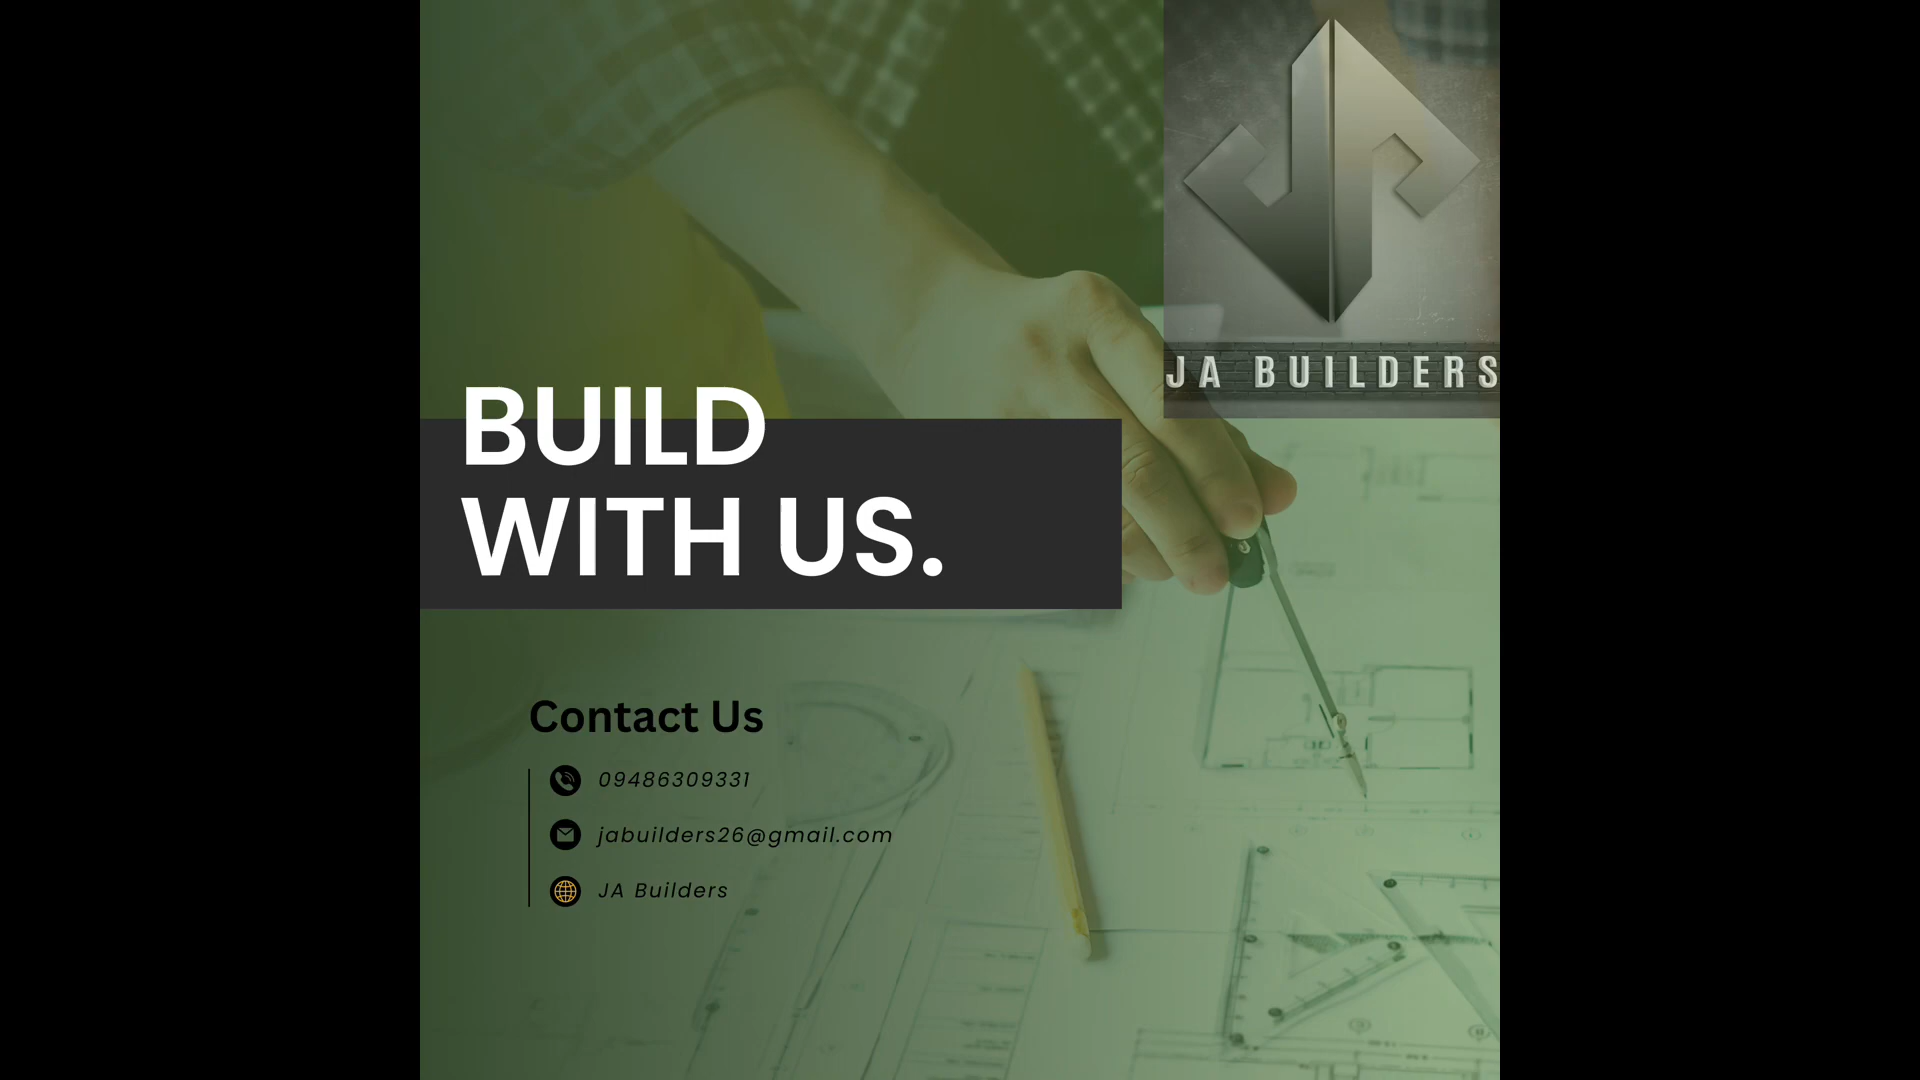 JA BUILDERS
BUILD
WITH US.
Contact Us
09486309331
jabuilders26@gmail.com
JA Builders